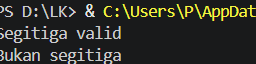 PS D:\LK> & C:\Users\P\AppDat
Segitiga valid
Bukan segitiga